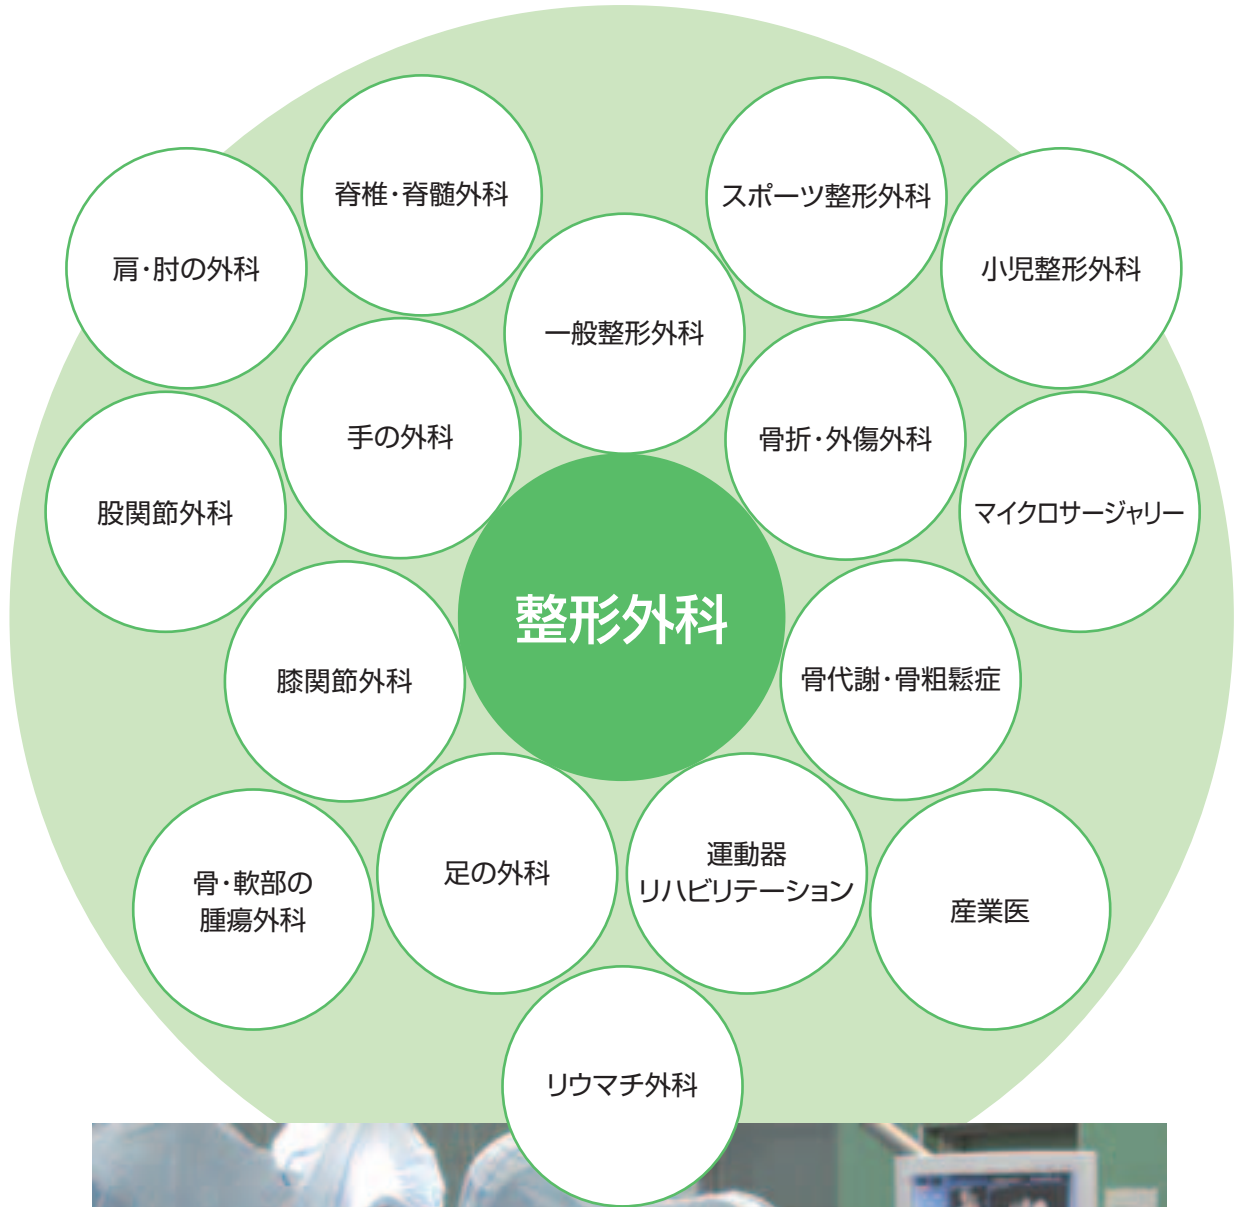 脊椎・脊髄外科
スポーツ整形外科
肩・肘の外科
小児整形外科
一般整形外科
手の外科
骨折・外傷外科
股関節外科
マイクロサージャリー
整形外科
膝関節外科
骨代謝・骨粗鬆症
骨・軟部の
腫瘍外科
足の外科
運動器
リハビリテーション
産業医
リウマチ外科